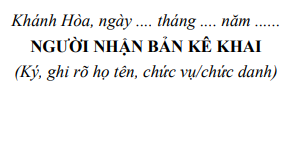 Khánh Hòa, ngày .... tháng .... năm ......
NGƯỜI NHẬN BẢN KÊ KHAI
(Ký, ghi rõ họ tên, chức vụ/chức danh)